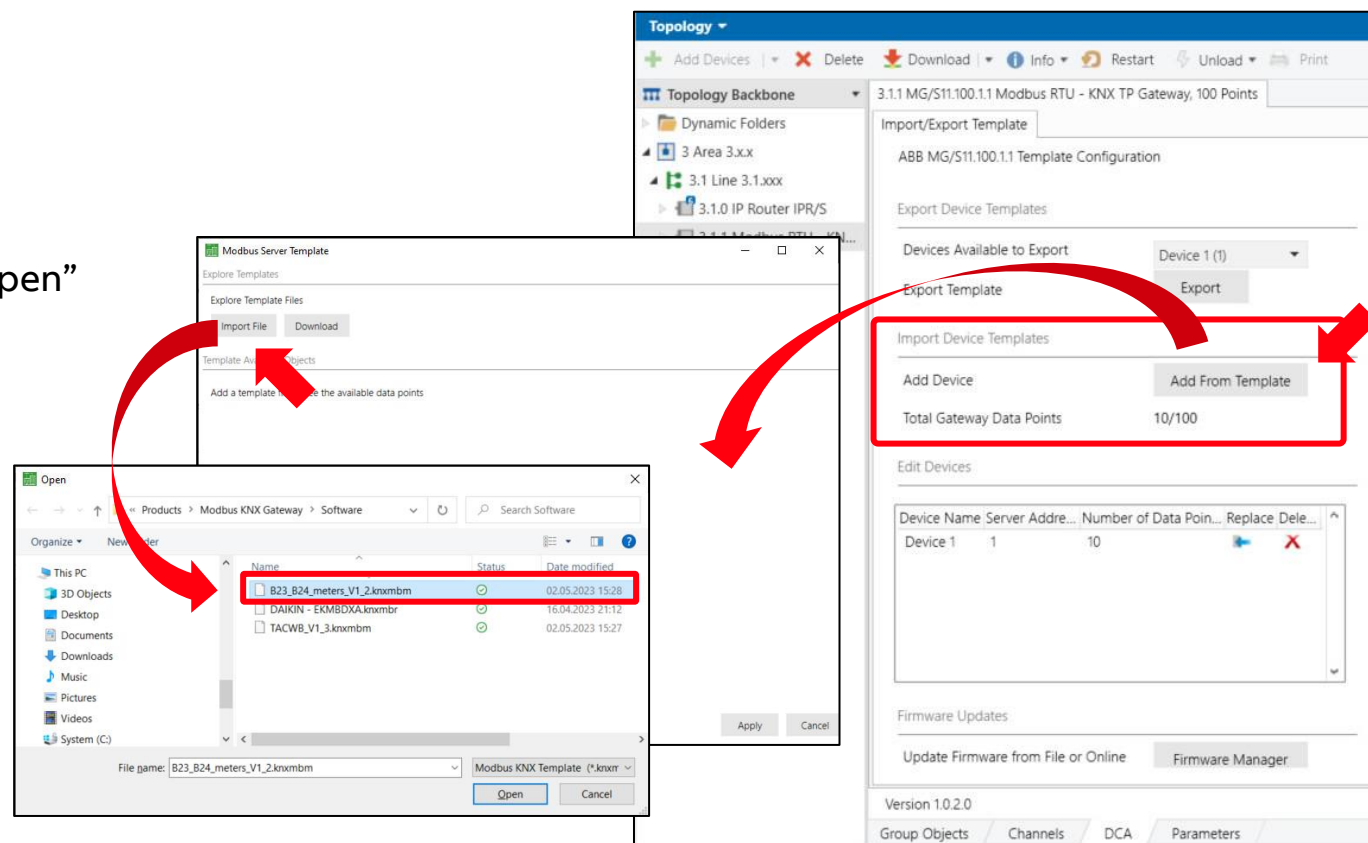 pen”
Topology
Add Devices Delete Download Info Restart Unload Print
Topology Backbone
Dynamic Folders
3 Area 3.x.x
3.1 Line 3.1.xxx
3.1.0 IP Router IPR/S
3.1.1 Modbus RTU - KN...
3.1.1 MG/S11.100.1.1 Modbus RTU - KNX TP Gateway, 100 Points
Import/Export Template
ABB MG/S11.100.1.1 Template Configuration
Export Device Templates
Devices Available to Export Device 1 (1)
Export Template Export
Import Device Templates
Add Device Add From Template
Total Gateway Data Points 10/100
Edit Devices
Device Name Server Addre... Number of Data Poin... Replace Dele...
Device 1 1 10
Firmware Updates
Update Firmware from File or Online Firmware Manager
Version 1.0.2.0
Group Objects Channels DCA Parameters
Modbus Server Template
Explore Templates
Explore Template Files
Import File Download
Template Objects
Add a template the available data points
Apply Cancel
Open
« Products > Modbus KNX Gateway > Software Search Software
Organize
This PC
3D Objects
Desktop
Documents
Downloads
Music
Pictures
Videos
System (C:)
Name Status Date modified
B23_B24_meters_V1_2.knxmbm 02.05.2023 15:28
DAIKIN - EKMBDXA.knxmbr 16.04.2023 21:12
TACWB_V1_3.knxmbm 02.05.2023 15:27
File name: B23_B24_meters_V1_2.knxmbm Modbus KNX Template (*.knxm
Open Cancel